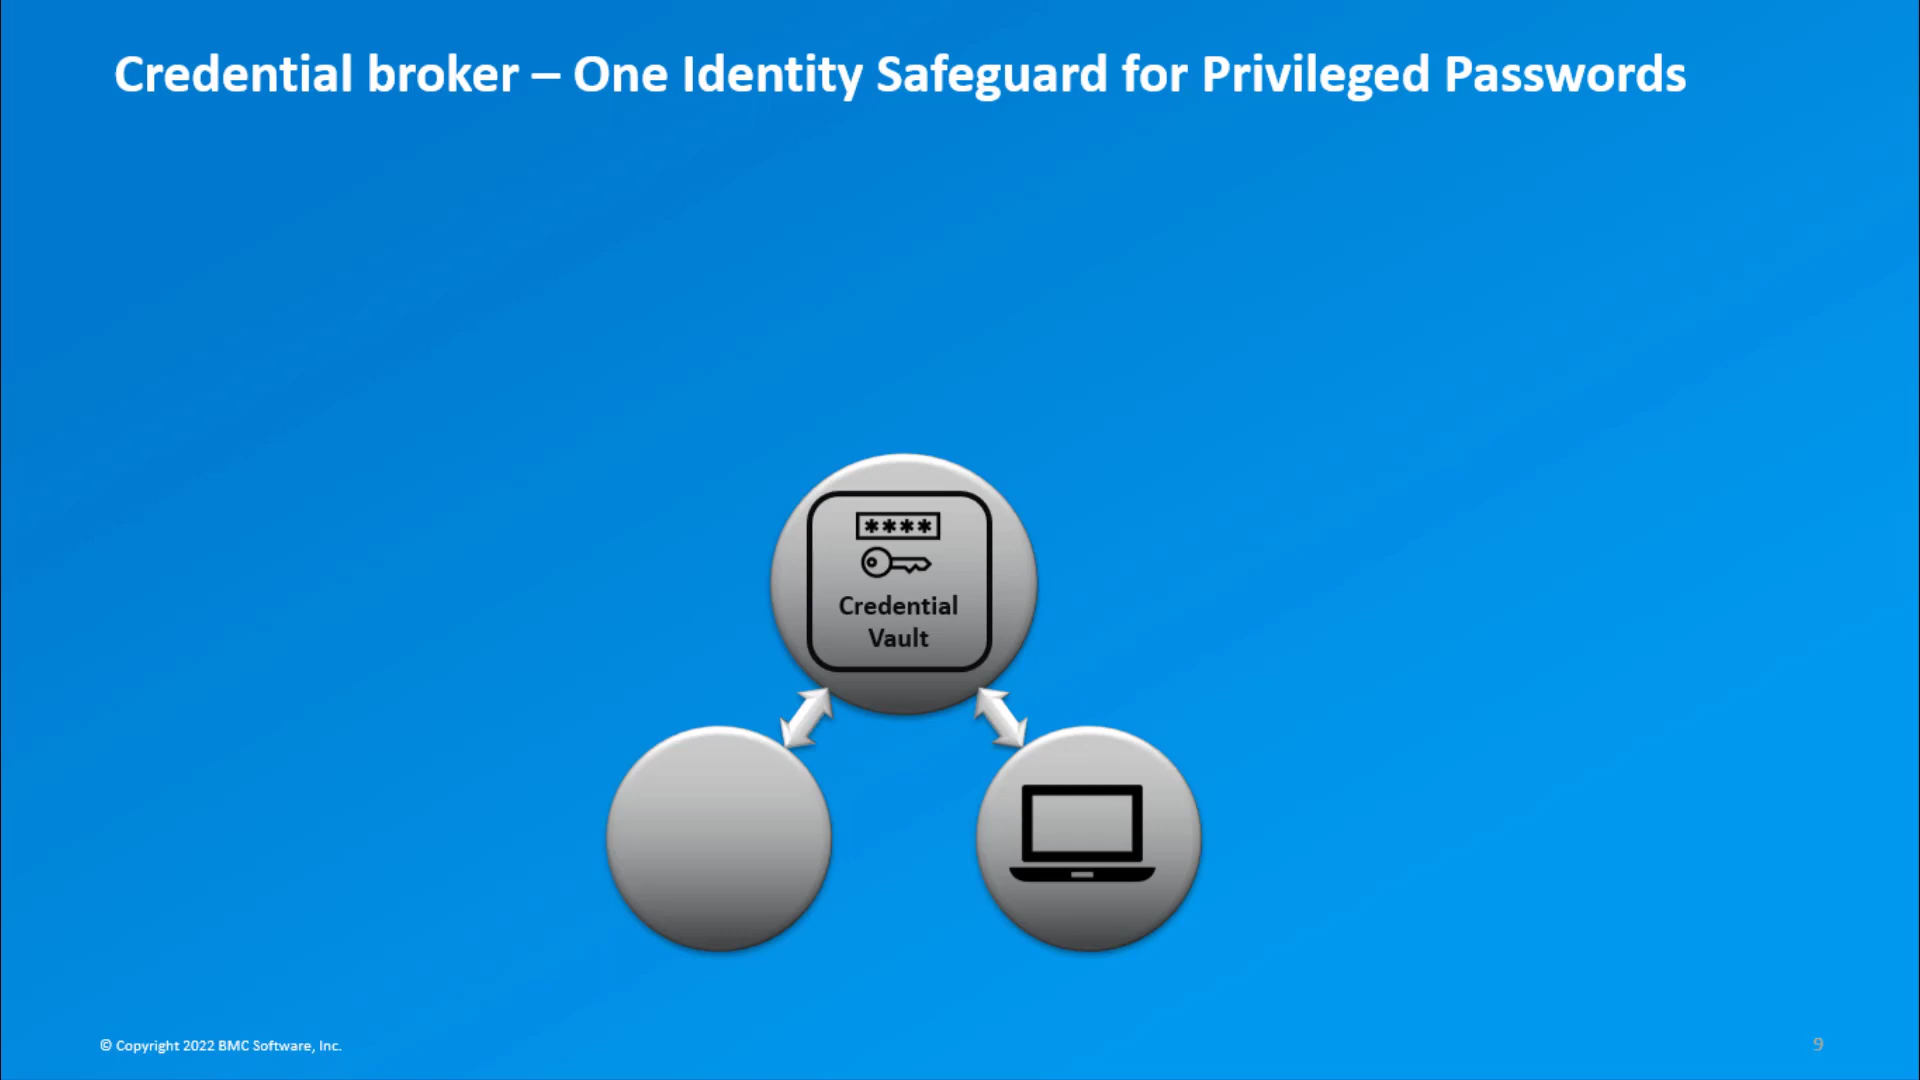 Credential broker – One Identity Safeguard for Privileged Passwords
****
Credential
Vault
© Copyright 2022 BMC Software, Inc.
9